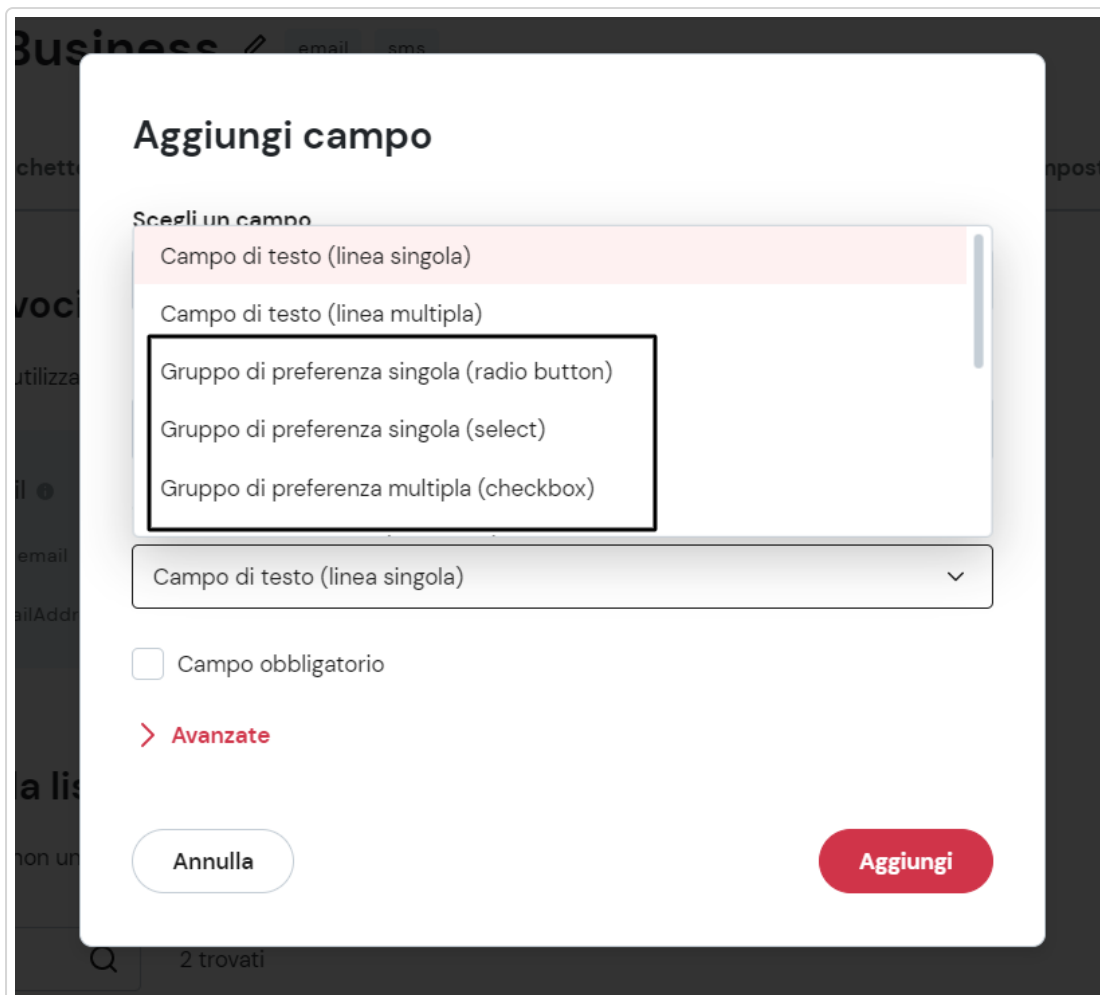 Business email sms
Aggiungi campo
Scegli un campo
Campo di testo (linea singola)
Campo di testo (linea multipla)
Gruppo di preferenza singola (radio button)
Gruppo di preferenza singola (select)
Gruppo di preferenza multipla (checkbox)
Campo di testo (linea singola)
email
Campo obbligatorio
Avanzate
Annulla
Aggiungi
2 trovati